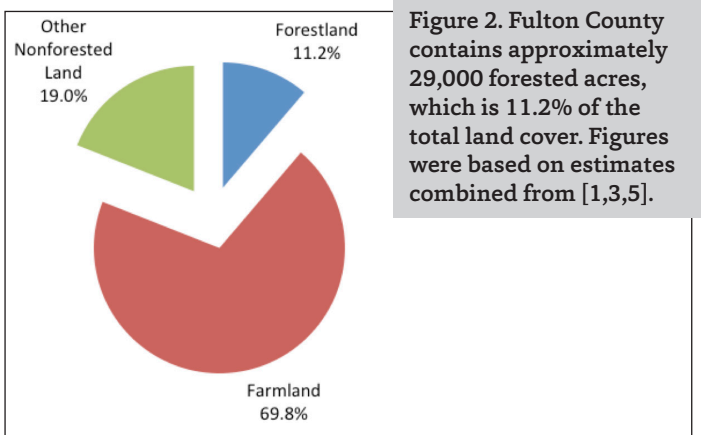 Other
Nonforested
Land
19.0%
Forestland
11.2%
Farmland
69.8%
Figure 2. Fulton County
contains approximately
29,000 forested acres,
which is 11.2% of the
total land cover. Figures
were based on estimates
combined from [1,3,5].